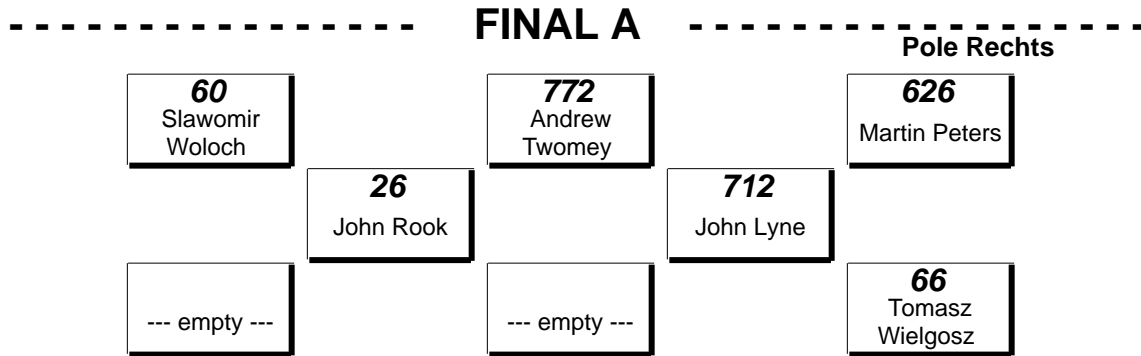 FINAL A
Pole Rechts
60
Slawomir
Woloch
772
Andrew
Twomey
626
Martin Peters
26
John Rook
712
John Lyne
--- empty ---
--- empty ---
66
Tomasz
Wielgosz